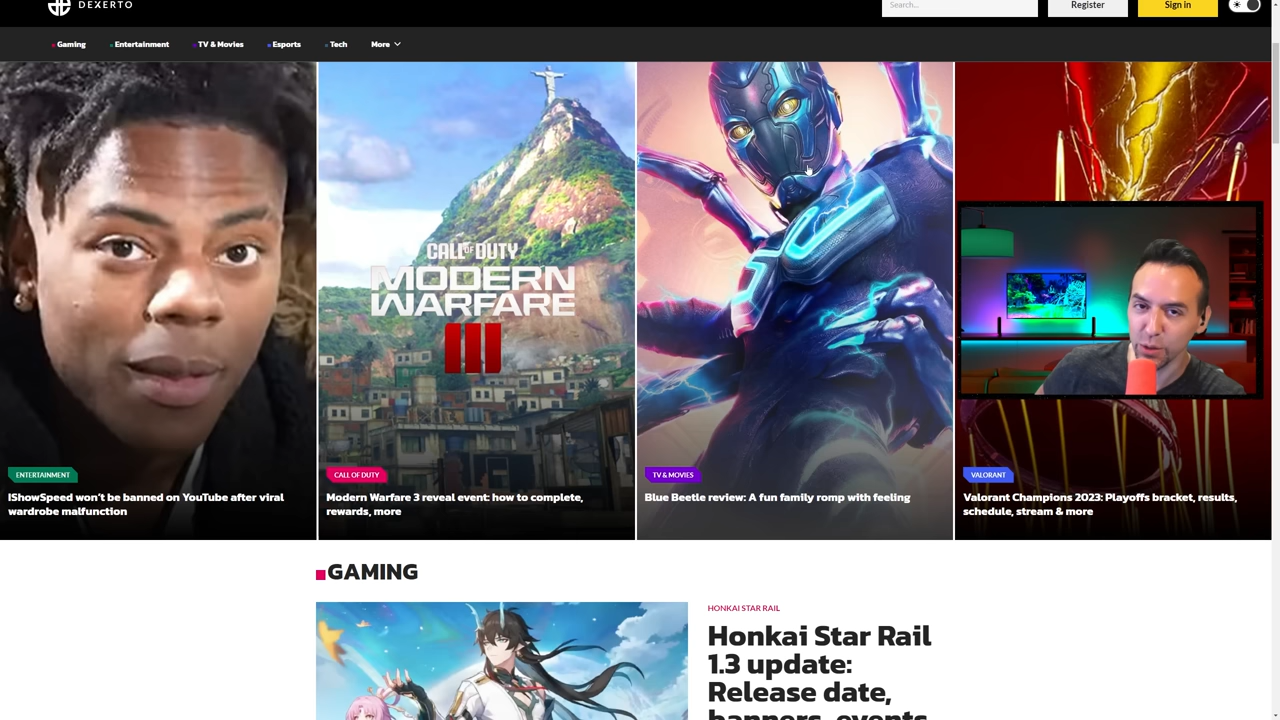 DEXERTO
Search...
Register
Sign in
Gaming
Entertainment
TV & Movies
Esports
Tech
More
CALL OF DUTY
MODERN
WARFARE
III
ENTERTAINMENT
IShowSpeed won't be banned on YouTube after viral
wardrobe malfunction
CALL OF DUTY
Modern Warfare 3 reveal event: how to complete,
rewards, more
TV & MOVIES
Blue Beetle review: A fun family romp with feeling
VALORANT
Valorant Champions 2023: Playoffs bracket, results,
schedule, stream & more
GAMING
HONKAI STAR RAIL
Honkai Star Rail
1.3 update:
Release date,
banners, events